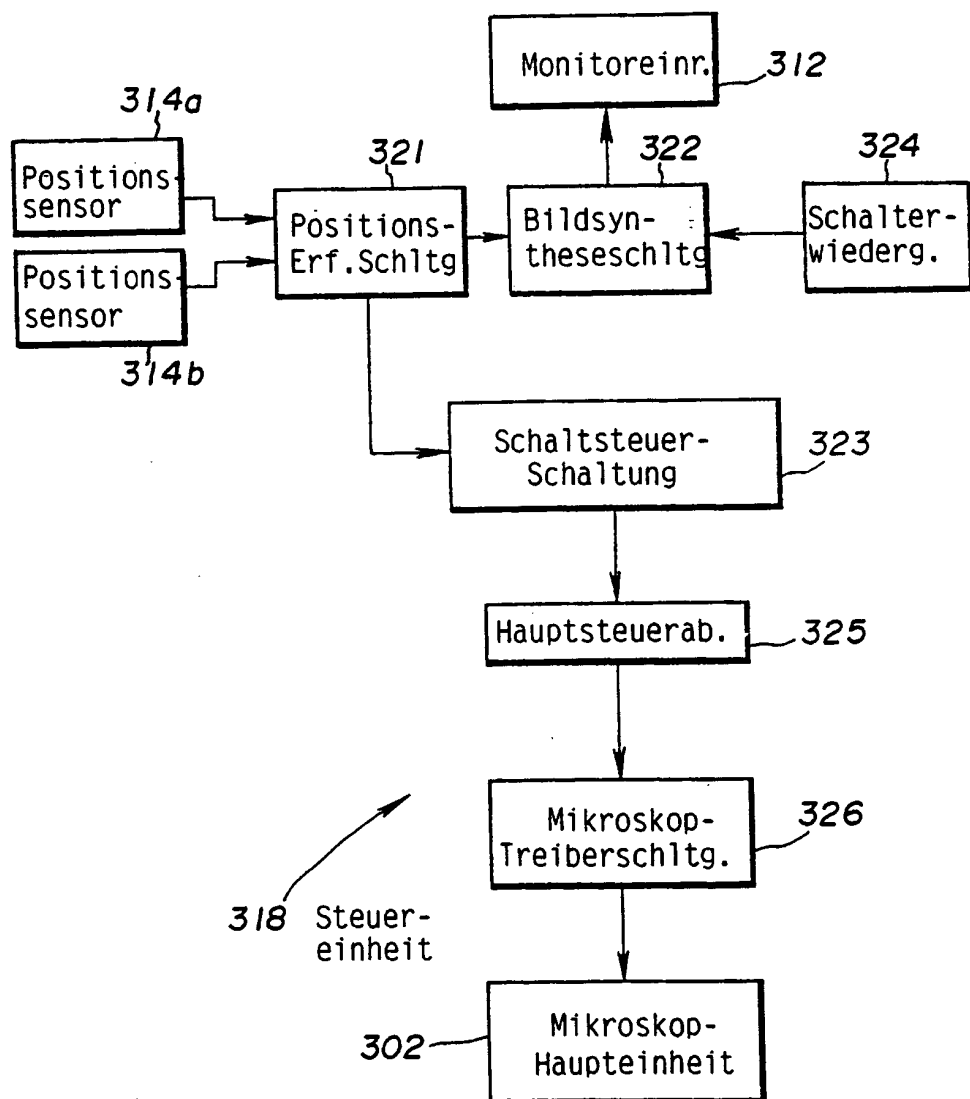 Monitoreinr.
312
314a
321
322
324
Positions-
sensor
Positions-
Erf.Schltg
Bildsyn-
theseschltg
Schalter-
wiederg.
Positions-
sensor
314b
Schaltsteuer-
Schaltung
323
Hauptsteuerab.
325
Mikroskop-
Treiberschltg.
326
318 Steuer-
einheit
Mikroskop-
Haupteinheit
302